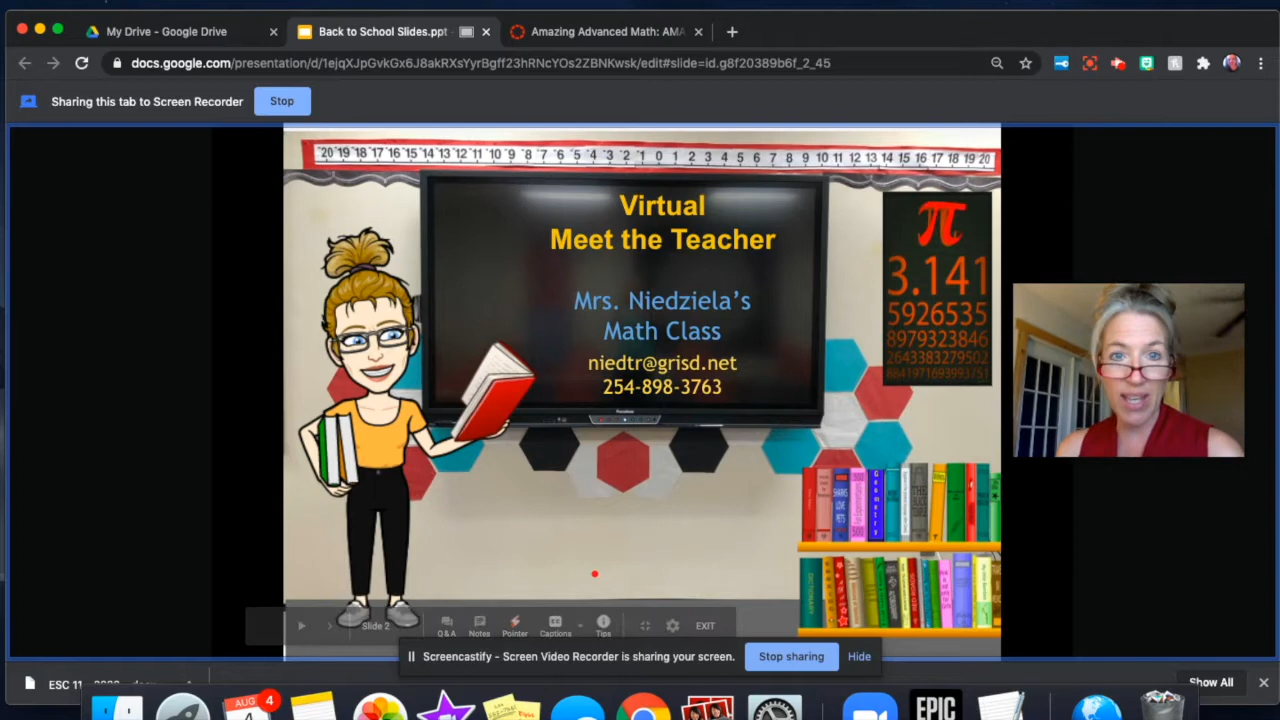 My Drive - Google Drive
Back to School Slides.ppt
Amazing Advanced Math: AMA
docs.google.com/presentation/d/1ejqXJpGvkGx6J8akRXsYyrBgff23hRNcYOs2ZBNKwsk/edit#slide=id.g8f20389b6f_2_45
Sharing this tab to Screen Recorder
Stop
-20 -19 -18 -17 -16 -15 -14 -13 -12 -11 -10 -9 -8 -7 -6 -5 -4 -3 -2 -1 0 1 2 3 4 5 6 7 8 9 10 11 12 13 14 15 16 17 18 19 20
Virtual
Meet the Teacher
Mrs. Niedziela's
Math Class
niedtr@grisd.net
254-898-3763
π
3.141
5926535
8979323846
2643383279502
8841971693993751
Geometry
DICTIONARY
Slide 2
Q&A
Notes
Pointer
Captions
Tips
EXIT
Screencastify - Screen Video Recorder is sharing your screen.
Stop sharing
Hide
Show All
AUG
4
4
EPIC